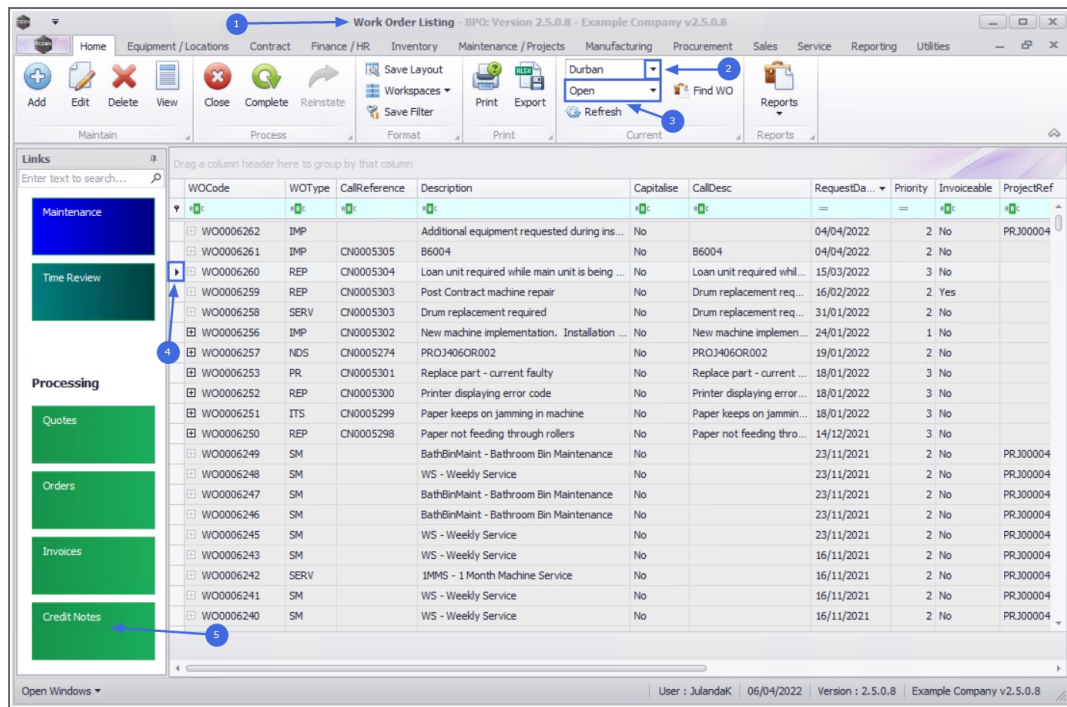 1 Work Order Listing - BPO: Version 2.5.0.8 - Example Company v2.5.0.8
Home Equipment / Locations Contract Finance / HR Inventory Maintenance / Projects Manufacturing Procurement Sales Service Reporting Utilities
Add Edit Delete View Close Complete Reinstate Print Export Reports
Save Layout
Workspaces
Save Filter
Durban 2
Open Find WO
Refresh 3
Maintain Process Format Print Current Reports
Links
Enter text to search...
Drag a column header here to group by that column
WOCode WOType CallReference Description Capitalise CallDesc RequestDa... Priority Invoiceable ProjectRef
WO0006262 IMP Additional equipment requested during ins... No 04/04/2022 2 No PRJ00004
WO0006261 IMP CN0005305 B6004 No B6004 04/04/2022 2 No
WO0006260 REP CN0005304 Loan unit required while main unit is being ... No Loan unit required whil... 15/03/2022 3 No
WO0006259 REP CN0005303 Post Contract machine repair No Drum replacement req... 16/02/2022 2 Yes
WO0006258 SERV CN0005303 Drum replacement required No Drum replacement req... 31/01/2022 2 No
WO0006256 IMP CN0005302 New machine implementation. Installation ... No New machine implemen... 24/01/2022 1 No
4 WO0006257 NDS CN0005274 PROJ406OR002 No PROJ406OR002 19/01/2022 2 No
WO0006253 PR CN0005301 Replace part - current faulty No Replace part - current ... 18/01/2022 3 No
WO0006252 REP CN0005300 Printer displaying error code No Printer displaying error... 18/01/2022 3 No
WO0006251 ITS CN0005299 Paper keeps on jamming in machine No Paper keeps on jammin... 18/01/2022 3 No
WO0006250 REP CN0005298 Paper not feeding through rollers No Paper not feeding thro... 14/12/2021 3 No
WO0006249 SM BathBinMaint - Bathroom Bin Maintenance No 23/11/2021 2 No PRJ00004
WO0006248 SM WS - Weekly Service No 23/11/2021 2 No PRJ00004
WO0006247 SM BathBinMaint - Bathroom Bin Maintenance No 23/11/2021 2 No PRJ00004
WO0006246 SM BathBinMaint - Bathroom Bin Maintenance No 23/11/2021 2 No PRJ00004
WO0006245 SM WS - Weekly Service No 23/11/2021 2 No PRJ00004
WO0006243 SM WS - Weekly Service No 16/11/2021 2 No PRJ00004
WO0006242 SERV 1MMS - 1 Month Machine Service No 16/11/2021 2 No PRJ00004
WO0006241 SM WS - Weekly Service No 16/11/2021 2 No PRJ00004
WO0006240 SM WS - Weekly Service No 16/11/2021 2 No PRJ00004
Maintenance
Time Review
Processing
Quotes
Orders
Invoices
Credit Notes
5
Open Windows User : JulandaK 06/04/2022 Version : 2.5.0.8 Example Company v2.5.0.8